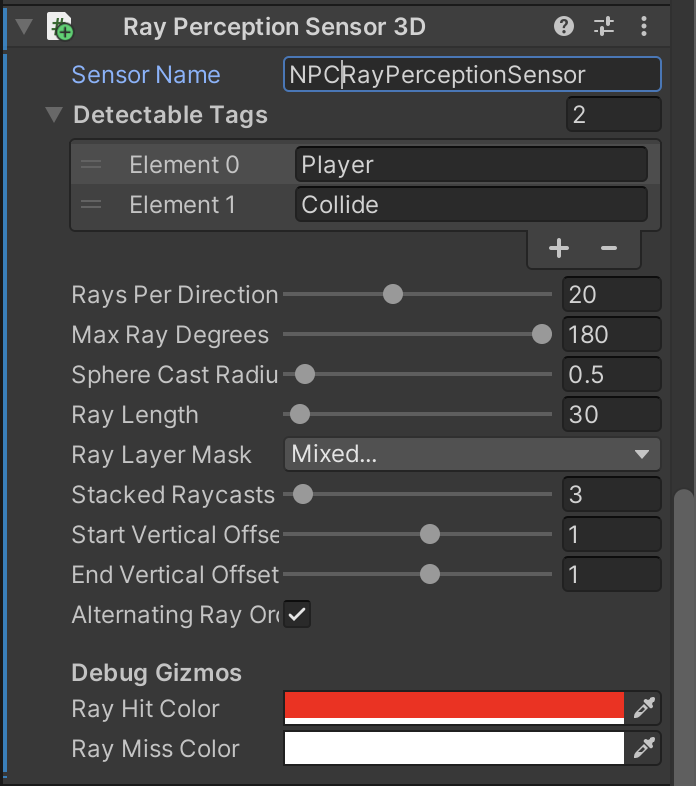 Ray Perception Sensor 3D
Sensor Name NPCRayPerceptionSensor
Detectable Tags 2
Element 0 Player
Element 1 Collide
Rays Per Direction 20
Max Ray Degrees 180
Sphere Cast Radiu 0.5
Ray Length 30
Ray Layer Mask Mixed...
Stacked Raycasts 3
Start Vertical Offse 1
End Vertical Offset 1
Alternating Ray Ord
Debug Gizmos
Ray Hit Color
Ray Miss Color